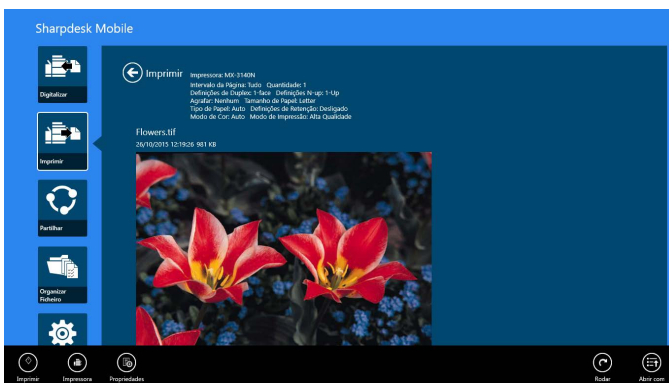 Sharpdesk Mobile
Digitalizar
Imprimir
Partilhar
Organizar
Ficheiro
Imprimir
Impressora: MX-3140N
Intervalo da Página: Tudo Quantidade: 1
Definições de Duplex: 1-face Definições N-up: 1-Up
Agrafar: Nenhum Tamanho de Papel: Letter
Tipo de Papel: Auto Definições de Retenção: Desligado
Modo de Cor: Auto Modo de Impressão: Alta Qualidade
Flowers.tif
26/10/2015 12:19:26 981 KB
Imprimir
Impressora
Propriedades
Rodar
Abrir com